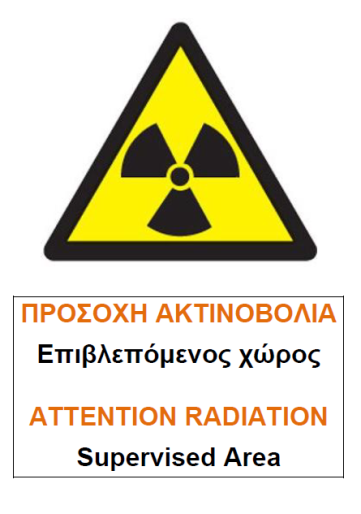 ΠΡΟΣΟΧΗ ΑΚΤΙΝΟΒΟΛΙΑ
Επιβλεπόμενος χώρος
ATTENTION RADIATION
Supervised Area